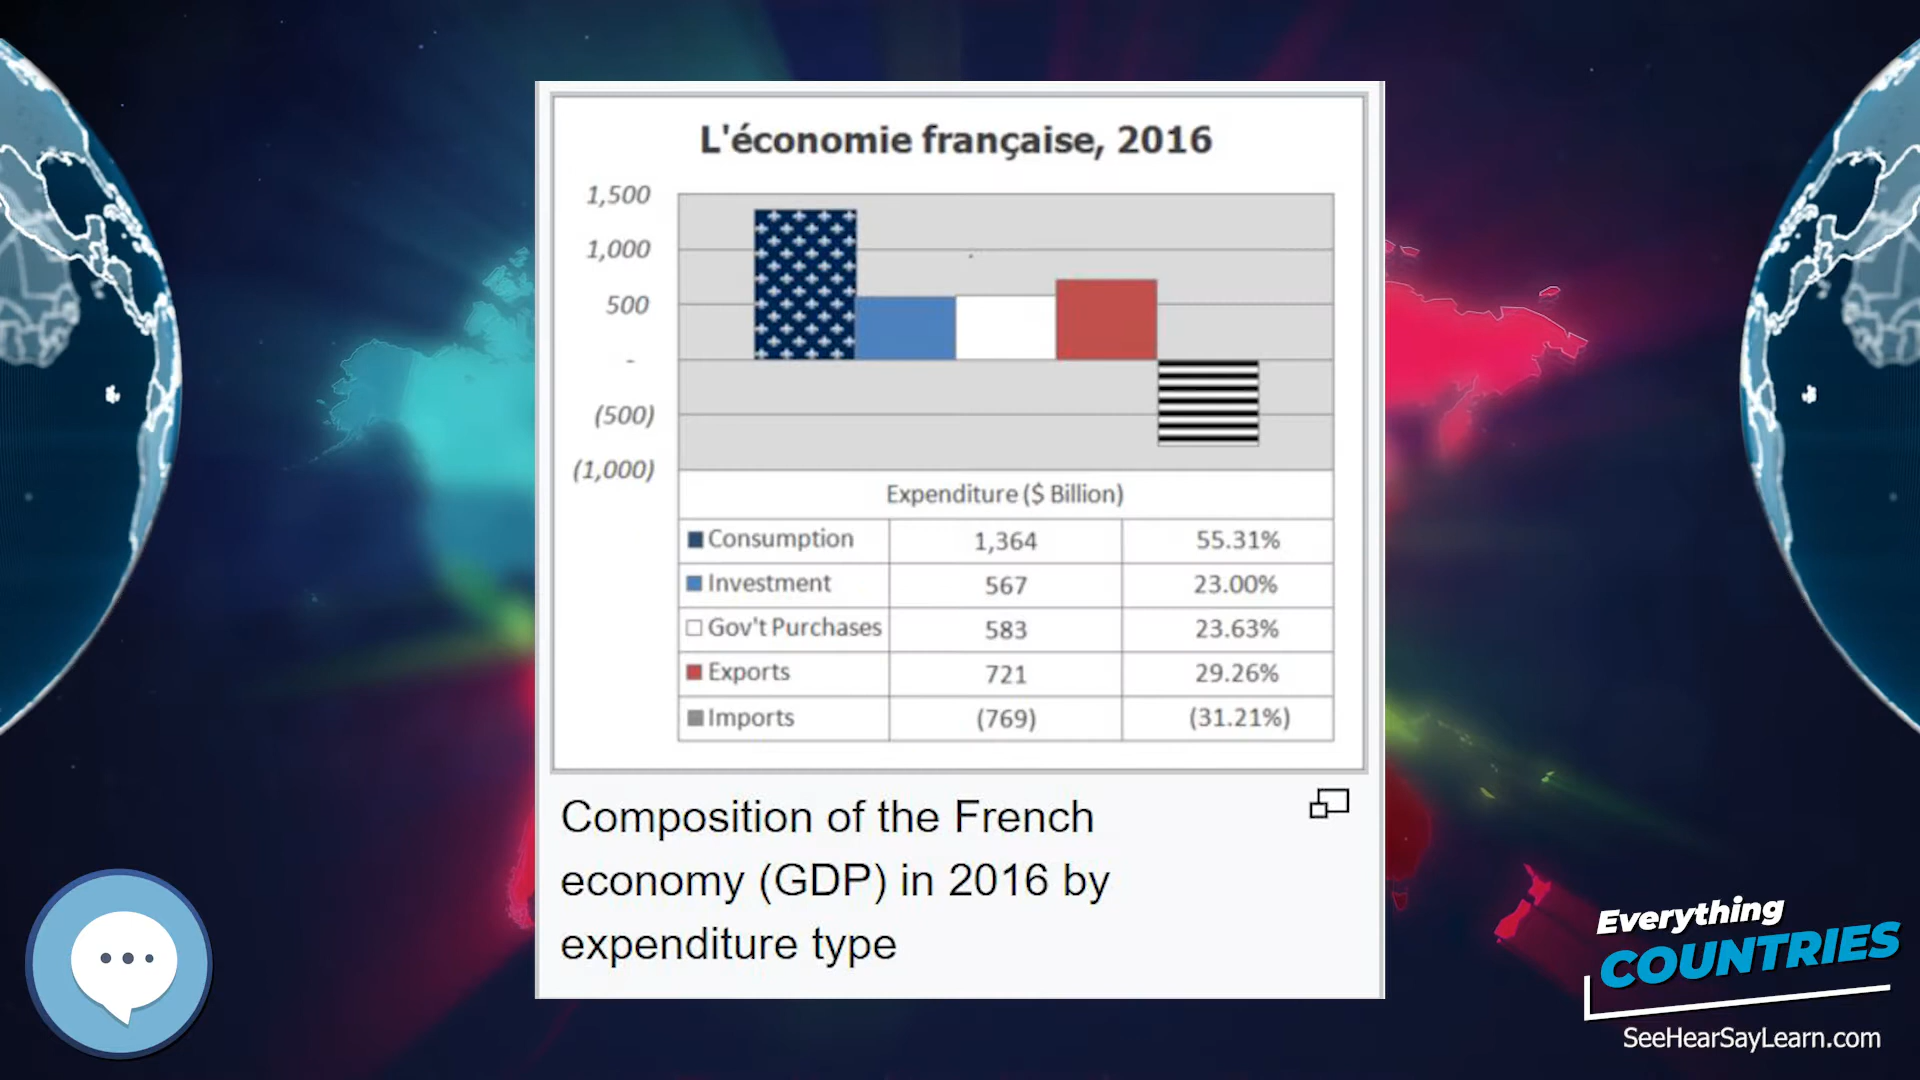 L'économie française, 2016
1,500
1,000
500
-
(500)
(1,000)
Expenditure ($ Billion)
Consumption 1,364 55.31%
Investment 567 23.00%
Gov't Purchases 583 23.63%
Exports 721 29.26%
Imports (769) (31.21%)
Composition of the French
economy (GDP) in 2016 by
expenditure type
Everything
COUNTRIES
SeeHearSayLearn.com